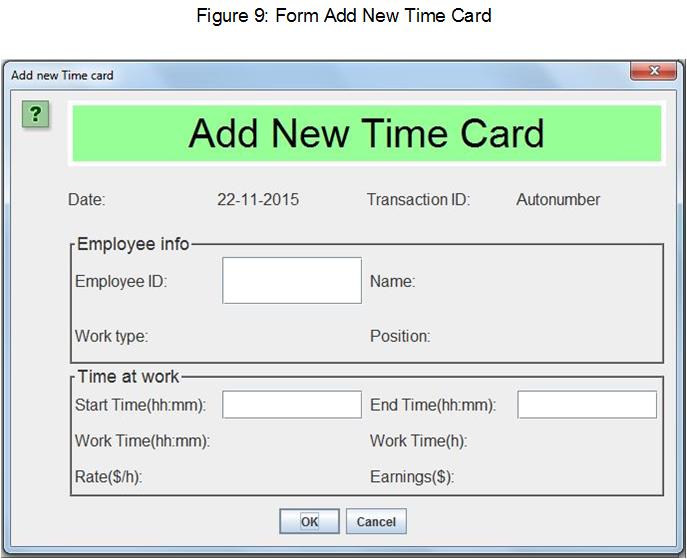 Figure 9: Form Add New Time Card
Add new Time card
?
Add New Time Card
Date: 22-11-2015 Transaction ID: Autonumber
Employee info
Employee ID: Name:
Work type: Position:
Time at work
Start Time(hh:mm): End Time(hh:mm):
Work Time(hh:mm): Work Time(h):
Rate($/h): Earnings($):
OK Cancel